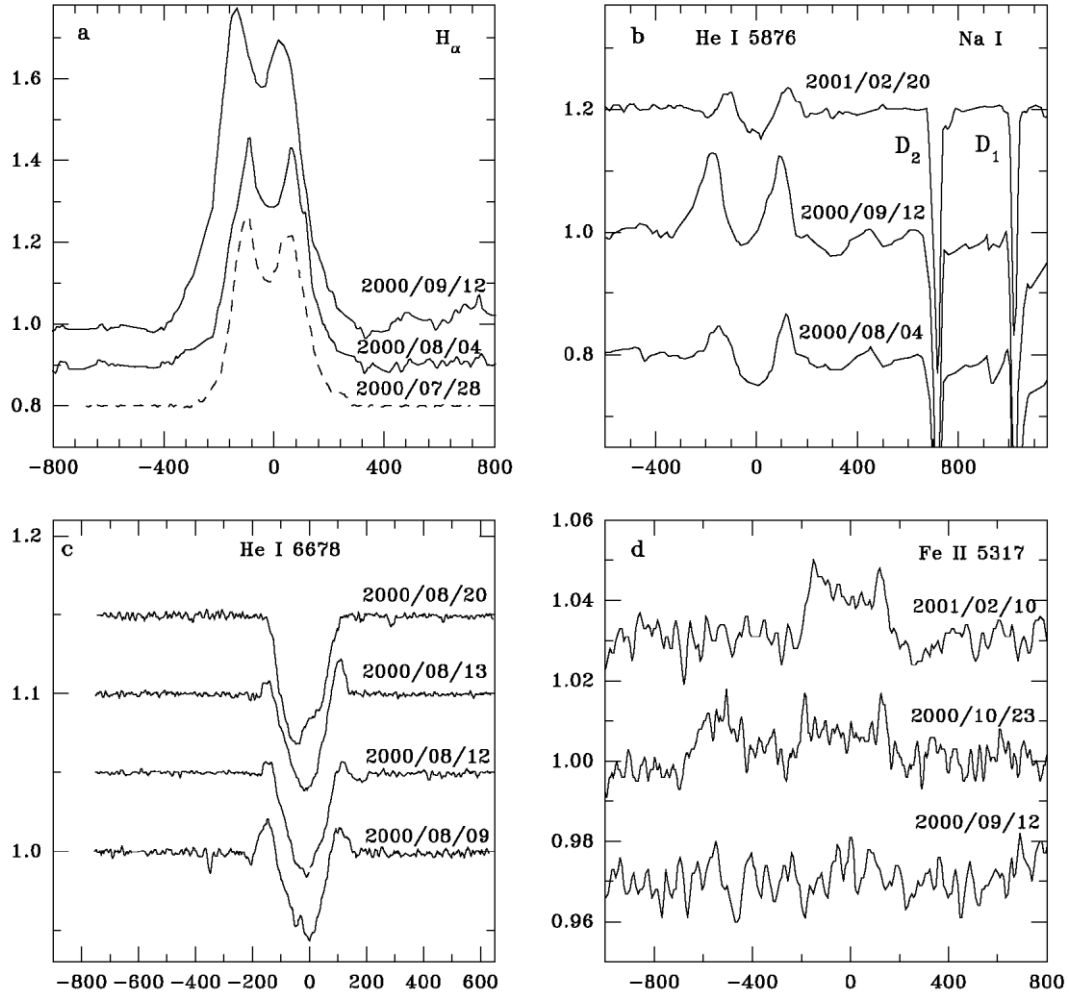 a
H α
1.6
1.4
1.2
1.0
0.8
2000/09/12
2000/08/04
2000/07/28
−800 −400 0 400 800
b
He I 5876
Na I
1.2
1.0
0.8
2001/02/20
D2
D1
2000/09/12
2000/08/04
−400 0 400 800
c
He I 6678
1.2
1.1
1.0
2000/08/20
2000/08/13
2000/08/12
2000/08/09
−800 −600 −400 −200 0 200 400 600
d
Fe II 5317
1.06
1.04
1.02
1.00
0.98
0.96
2001/02/10
2000/10/23
2000/09/12
−800 −400 0 400 800